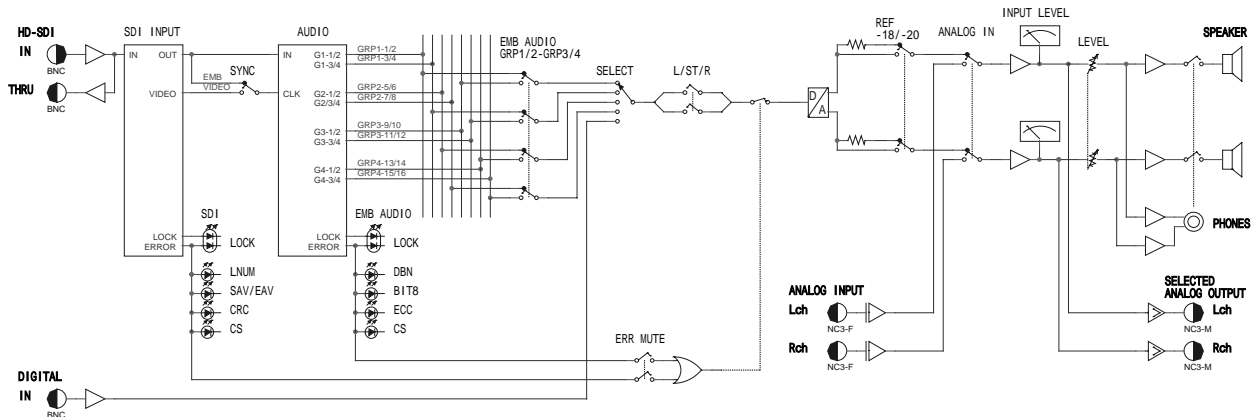 HD-SDI
IN
BNC
THRU
BNC
SDI INPUT
IN
OUT
VIDEO
LOCK
ERROR
EMB
VIDEO
SYNC
AUDIO
IN
CLK
G1-1/2
G1-3/4
G2-1/2
G2/3/4
G3-1/2
G3-3/4
G4-1/2
G4-3/4
LOCK
ERROR
GRP1-1/2
GRP1-3/4
GRP2-5/6
GRP2-7/8
GRP3-9/10
GRP3-11/12
GRP4-13/14
GRP4-15/16
EMB AUDIO
GRP1/2-GRP3/4
SELECT
L/ST/R
D
A
REF
-18/-20
ANALOG IN
INPUT LEVEL
LEVEL
SPEAKER
PHONES
SDI
LOCK
LNUM
SAV/EAV
CRC
CS
EMB AUDIO
LOCK
DBN
BIT8
ECC
CS
ERR MUTE
ANALOG INPUT
Lch
NC3-F
Rch
NC3-F
SELECTED
ANALOG OUTPUT
Lch
NC3-M
Rch
NC3-M
DIGITAL
IN
BNC